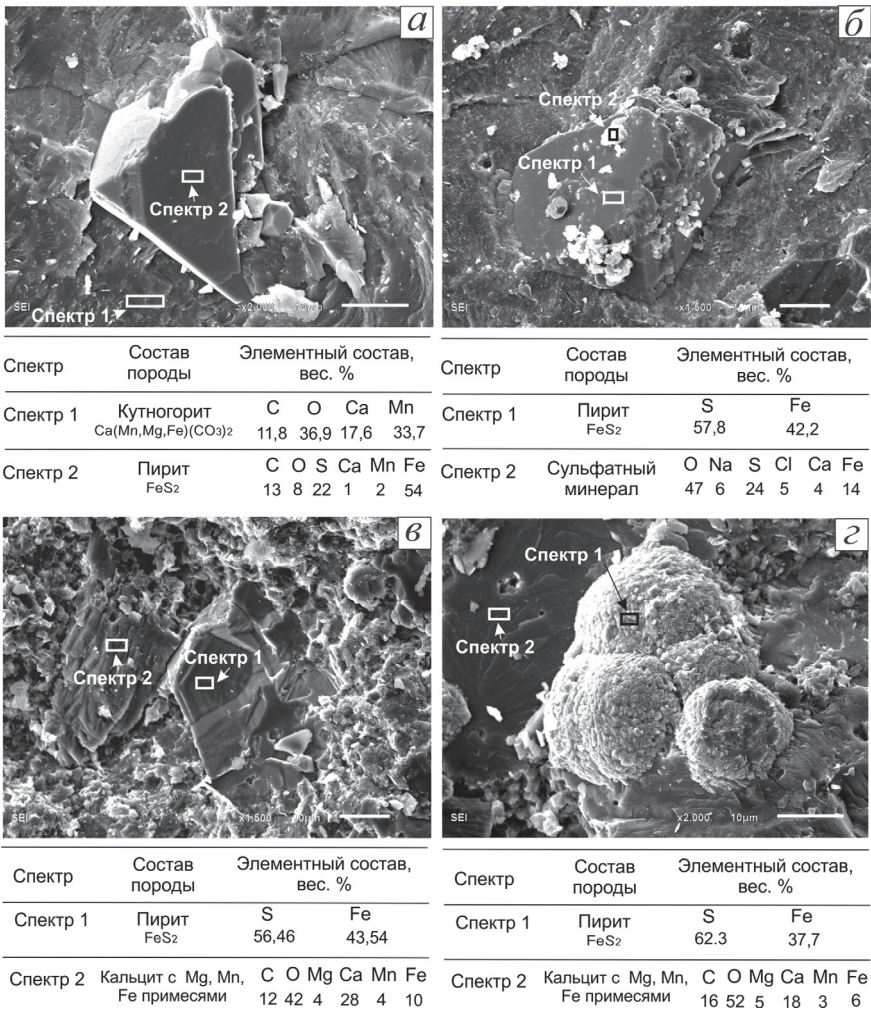 а
Спектр 2
Спектр 1
SEI x2,000 10µm
Спектр Состав породы Элементный состав, вес. %
Спектр 1 Кутногорит C O Ca Mn
Ca(Mn,Mg,Fe)(CO3)2 11,8 36,9 17,6 33,7
Спектр 2 Пирит C O S Ca Mn Fe
FeS2 13 8 22 1 2 54
б
Спектр 2
Спектр 1
SEI x1,500
Спектр Состав породы Элементный состав, вес. %
Спектр 1 Пирит S Fe
FeS2 57,8 42,2
Спектр 2 Сульфатный O Na S Cl Ca Fe
минерал 47 6 24 5 4 14
в
Спектр 1
Спектр 2
SEI x1,500 10µm
Спектр Состав породы Элементный состав, вес. %
Спектр 1 Пирит S Fe
FeS2 56,46 43,54
Спектр 2 Кальцит с Mg, Mn, C O Mg Ca Mn Fe
Fe примесями 12 42 4 28 4 10
г
Спектр 1
Спектр 2
SEI x2,000 10µm
Спектр Состав породы Элементный состав, вес. %
Спектр 1 Пирит S Fe
FeS2 62.3 37,7
Спектр 2 Кальцит с Mg, Mn, C O Mg Ca Mn Fe
Fe примесями 16 52 5 18 3 6